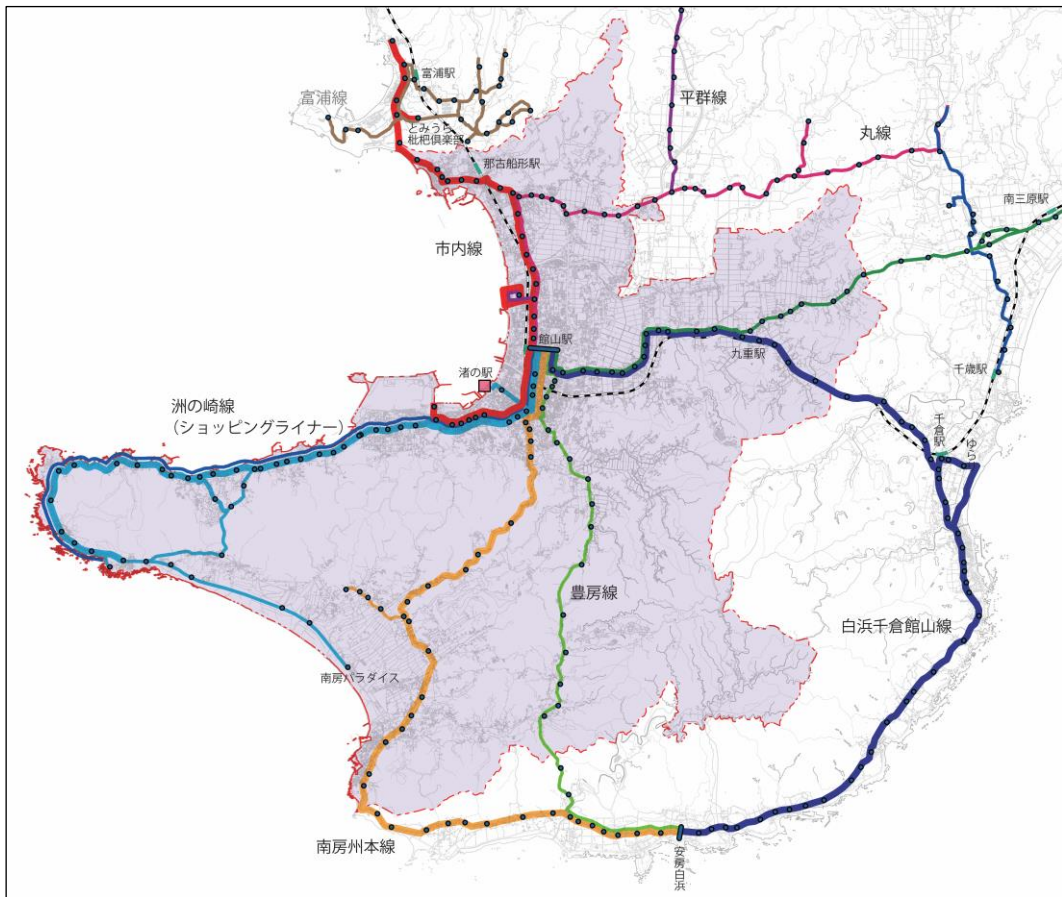 富浦駅
富浦線
とみうら
枇杷倶楽部
平群線
丸線
那古船形駅
南三原駅
市内線
館山駅
九重駅
渚の駅
千歳駅
洲の崎線
(ショッピングライナー)
千倉駅
ゆら
豊房線
白浜千倉館山線
南房パラダイス
南房州本線
安房白浜